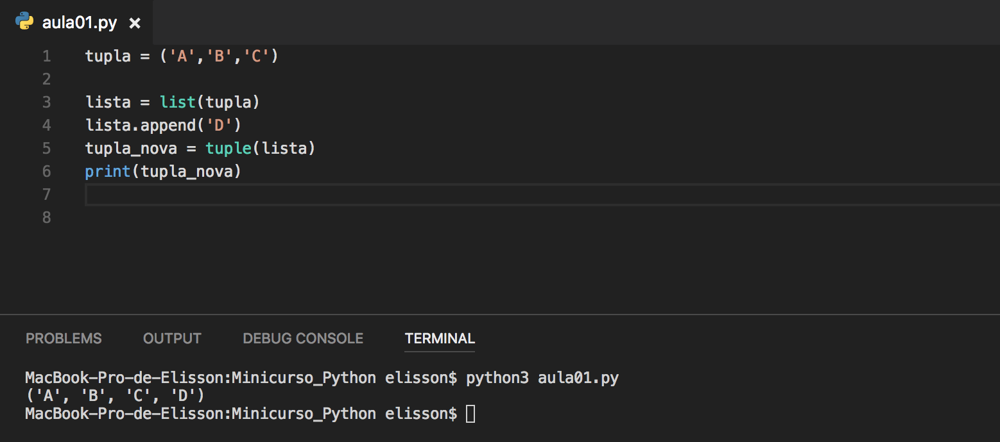 aula01.py ×
1 tupla = ('A','B','C')
2
3 lista = list(tupla)
4 lista.append('D')
5 tupla_nova = tuple(lista)
6 print(tupla_nova)
7
8
PROBLEMS OUTPUT DEBUG CONSOLE TERMINAL
MacBook-Pro-de-Elisson:Minicurso_Python elisson$ python3 aula01.py
('A', 'B', 'C', 'D')
MacBook-Pro-de-Elisson:Minicurso_Python elisson$